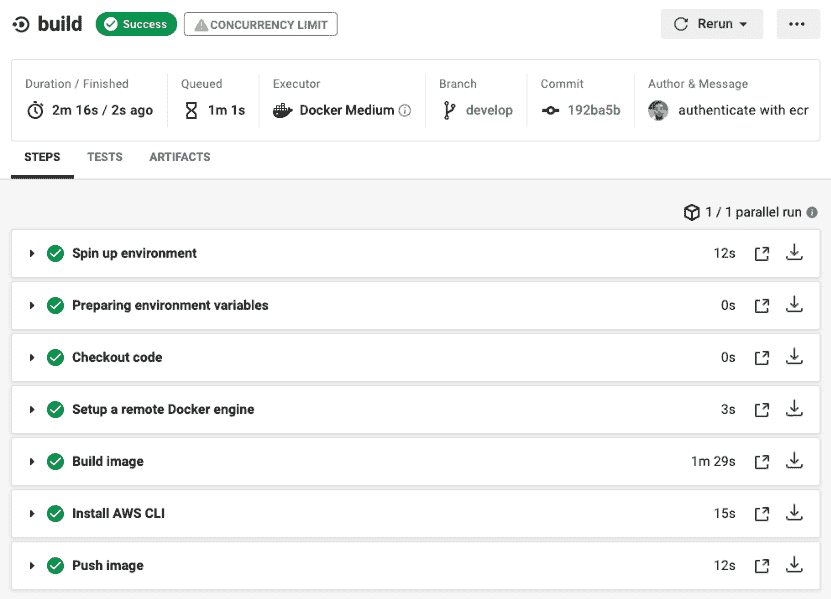 build Success CONCURRENCY LIMIT Rerun
Duration / Finished Queued Executor Branch Commit Author & Message
2m 16s / 2s ago 1m 1s Docker Medium develop 192ba5b authenticate with ecr
STEPS TESTS ARTIFACTS
1 / 1 parallel run
Spin up environment 12s
Preparing environment variables 0s
Checkout code 0s
Setup a remote Docker engine 3s
Build image 1m 29s
Install AWS CLI 15s
Push image 12s